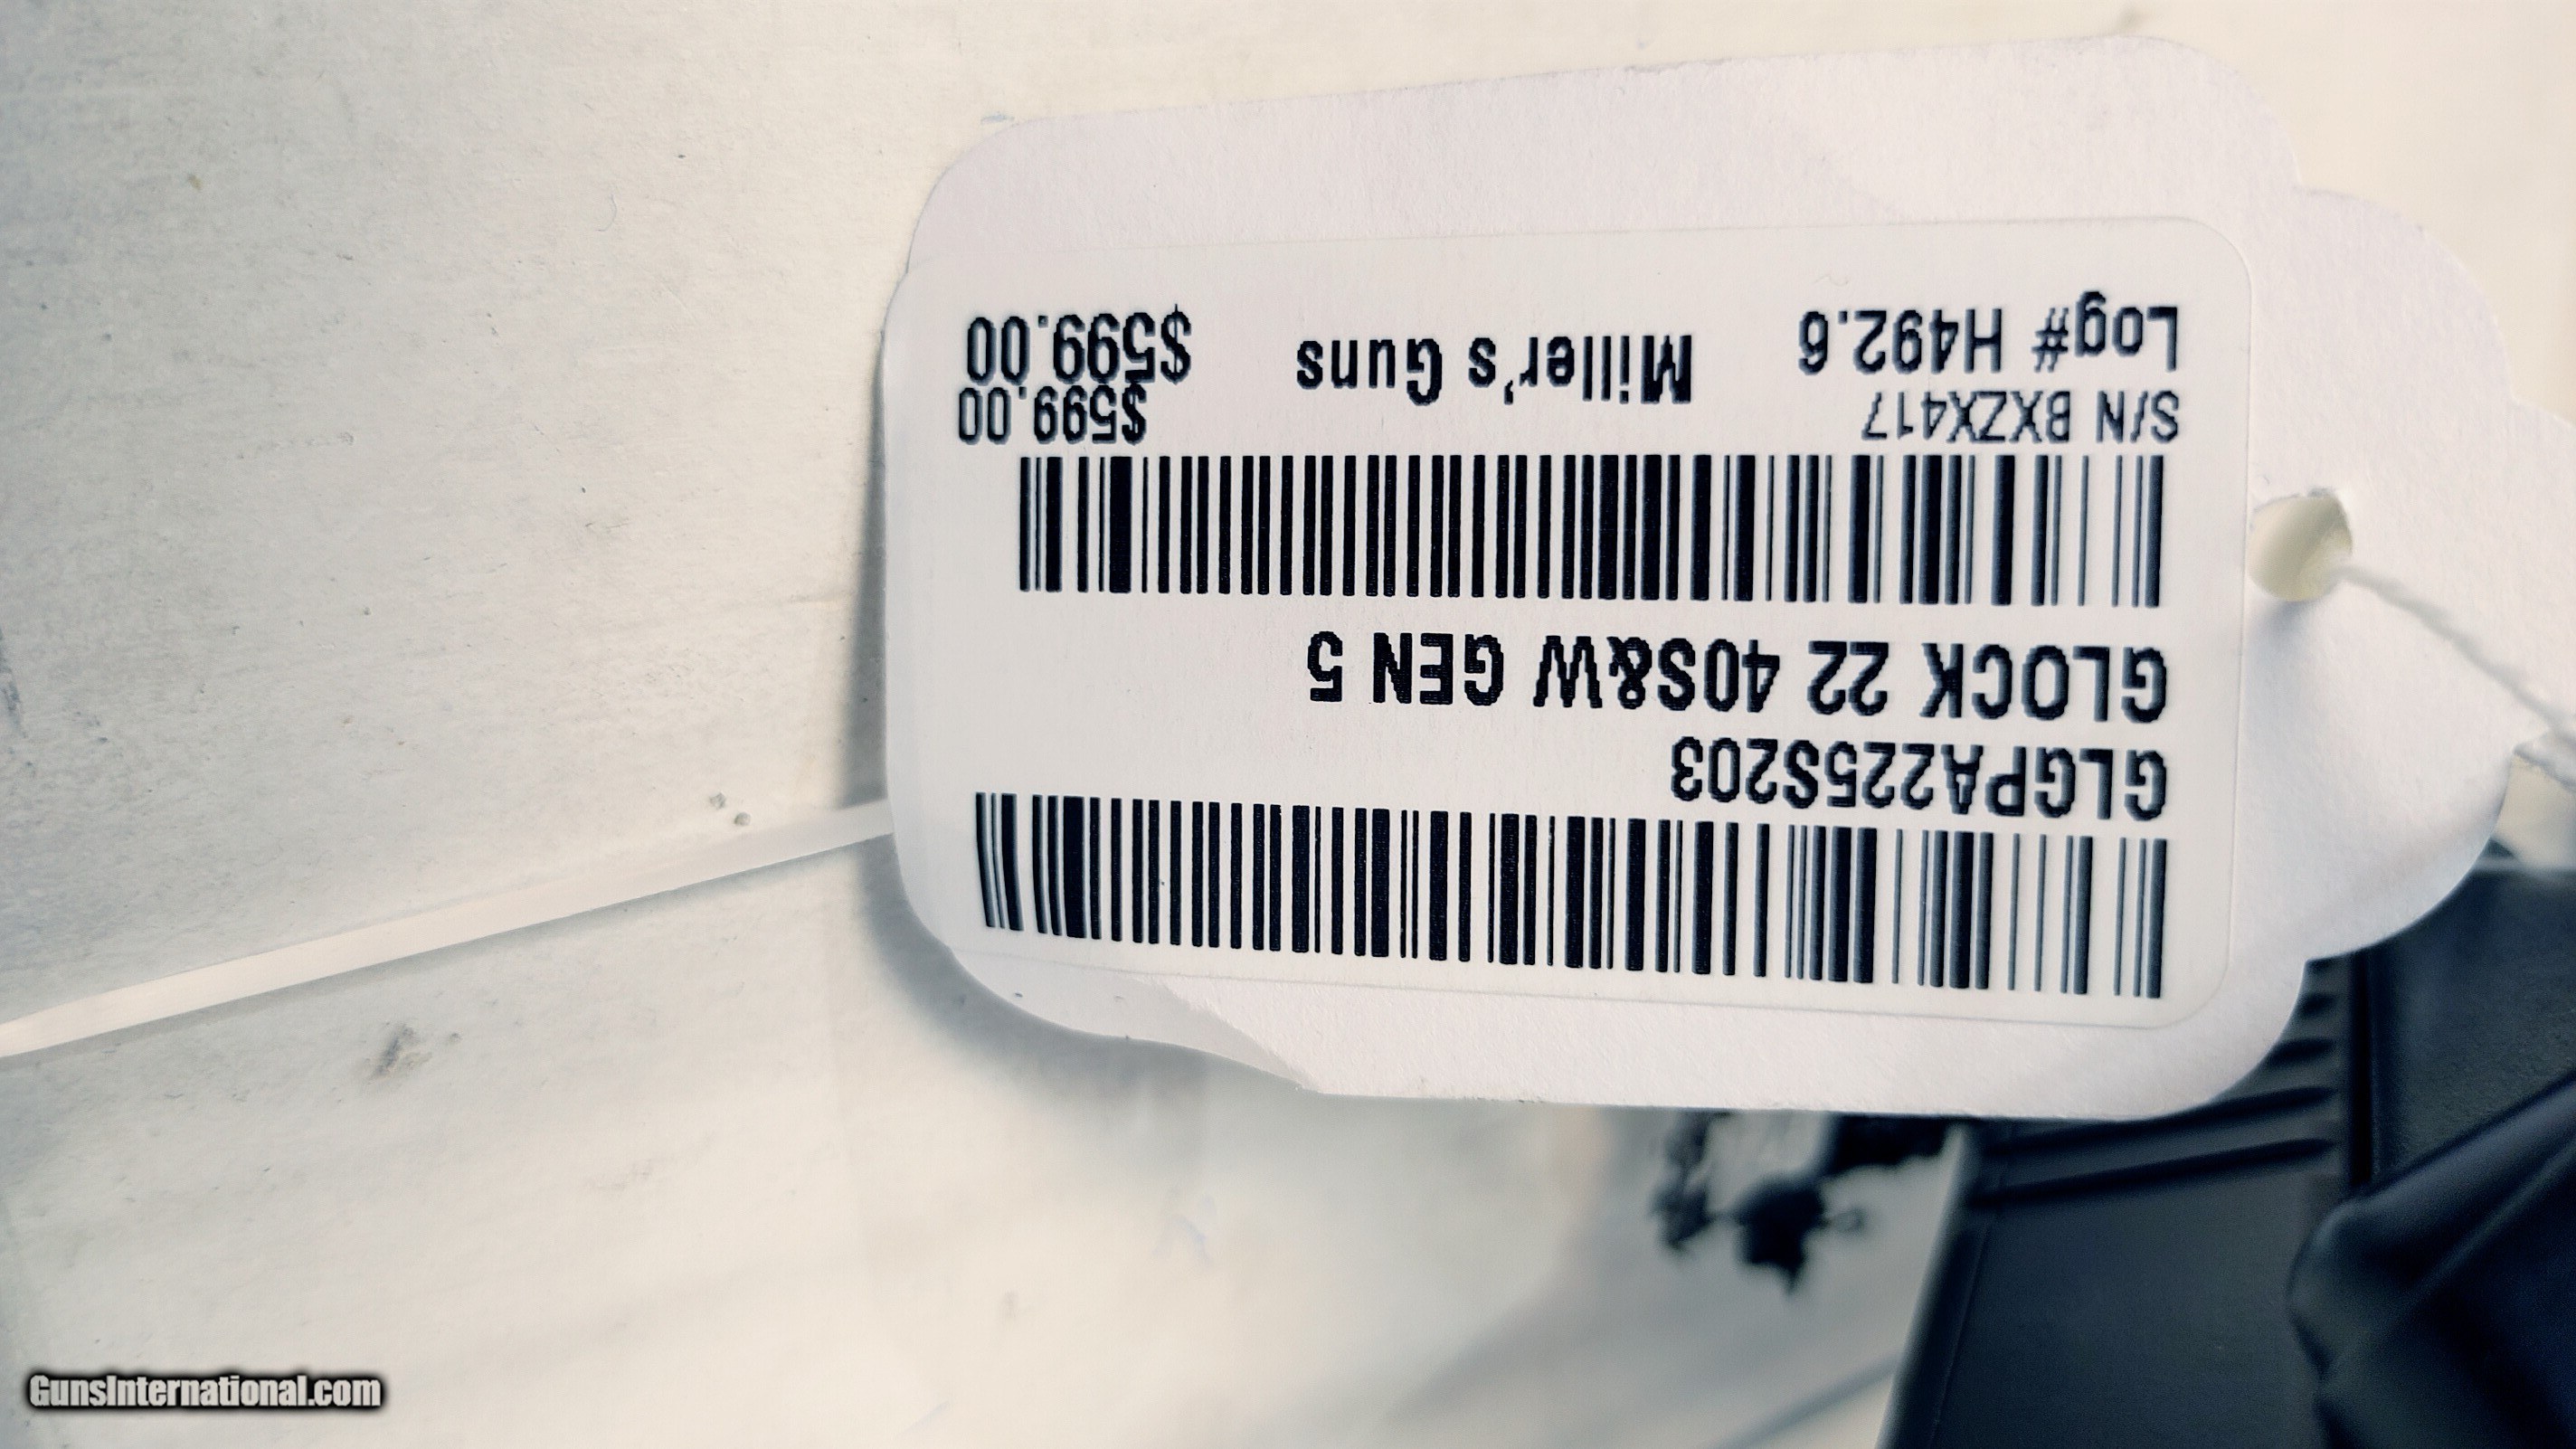 GLGPA225S203
GLOCK 22 40S&W GEN 5
S/N BXZX417 $599.00
Log# H492.6 Miller's Guns $599.00
GunsInternational.com